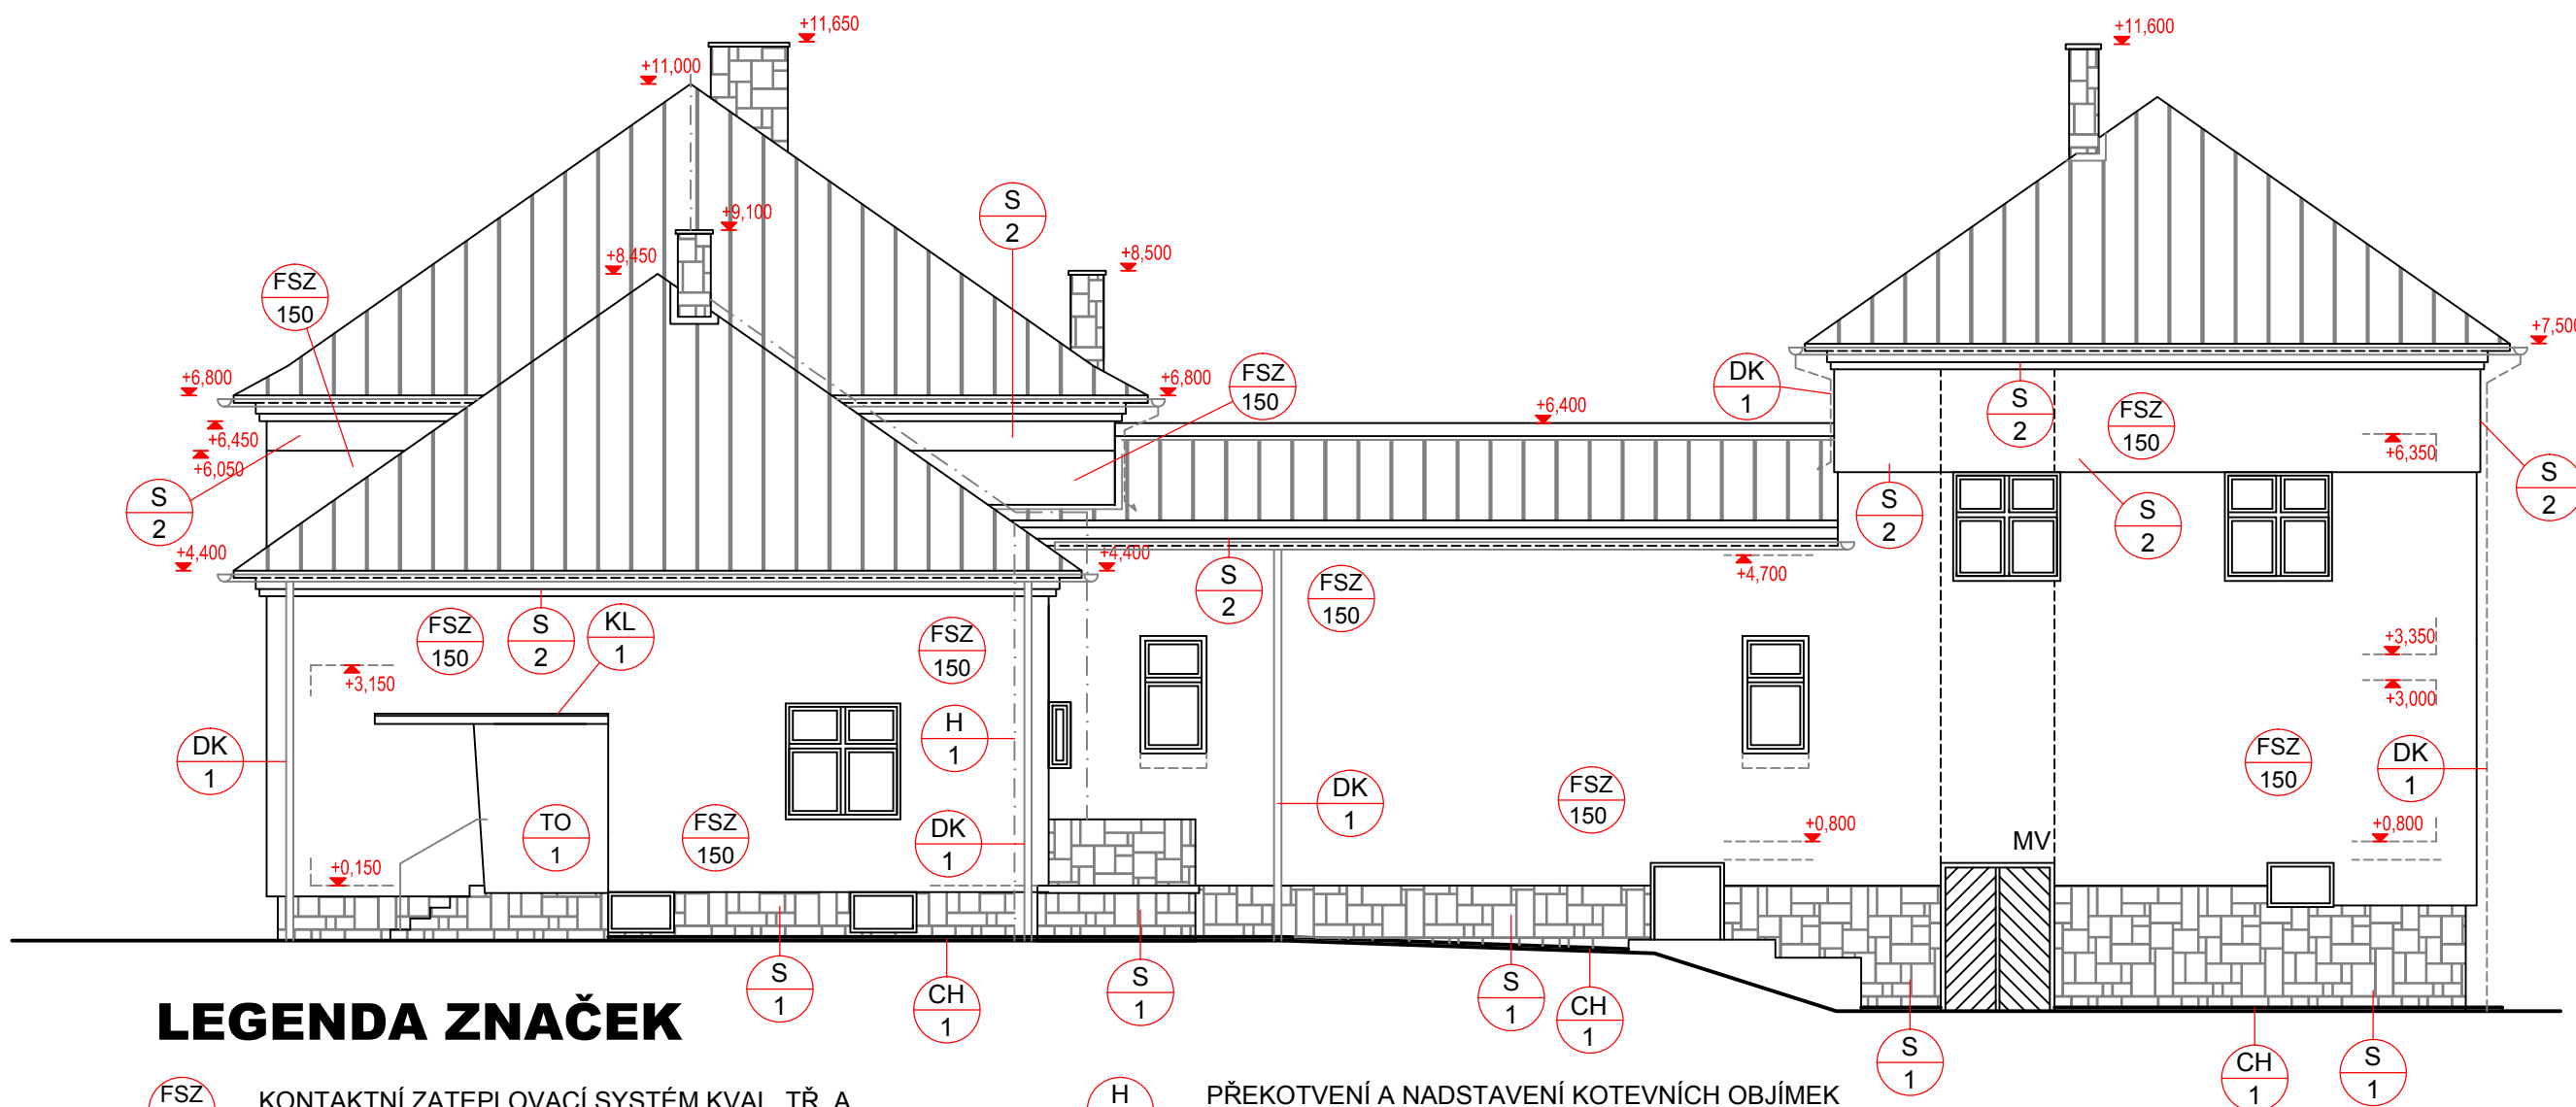 +11,650
+11,600
+11,000
+9,100
S
2
+8,450
+8,500
FSZ
150
+7,500
+6,800
+6,800
FSZ
150
DK
1
S
2
FSZ
150
+6,400
+6,450
+6,050
+6,350
S
2
S
2
S
2
S
2
+4,400
+4,400
S
2
+4,700
FSZ
150
FSZ
150
S
2
KL
1
FSZ
150
+3,150
+3,350
+3,000
DK
1
H
1
DK
1
FSZ
150
FSZ
150
DK
1
TO
1
FSZ
150
DK
1
+0,800
+0,800
MV
+0,150
S
1
CH
1
S
1
S
1
CH
1
S
1
CH
1
S
1
LEGENDA ZNAČEK
FSZ
KONTAKTNÍ ZATEPLOVACÍ SYSTÉM KVAL. TŘ. A
H
PŘEKOTVENÍ A NADSTAVENÍ KOTEVNÍCH OBJÍMEK